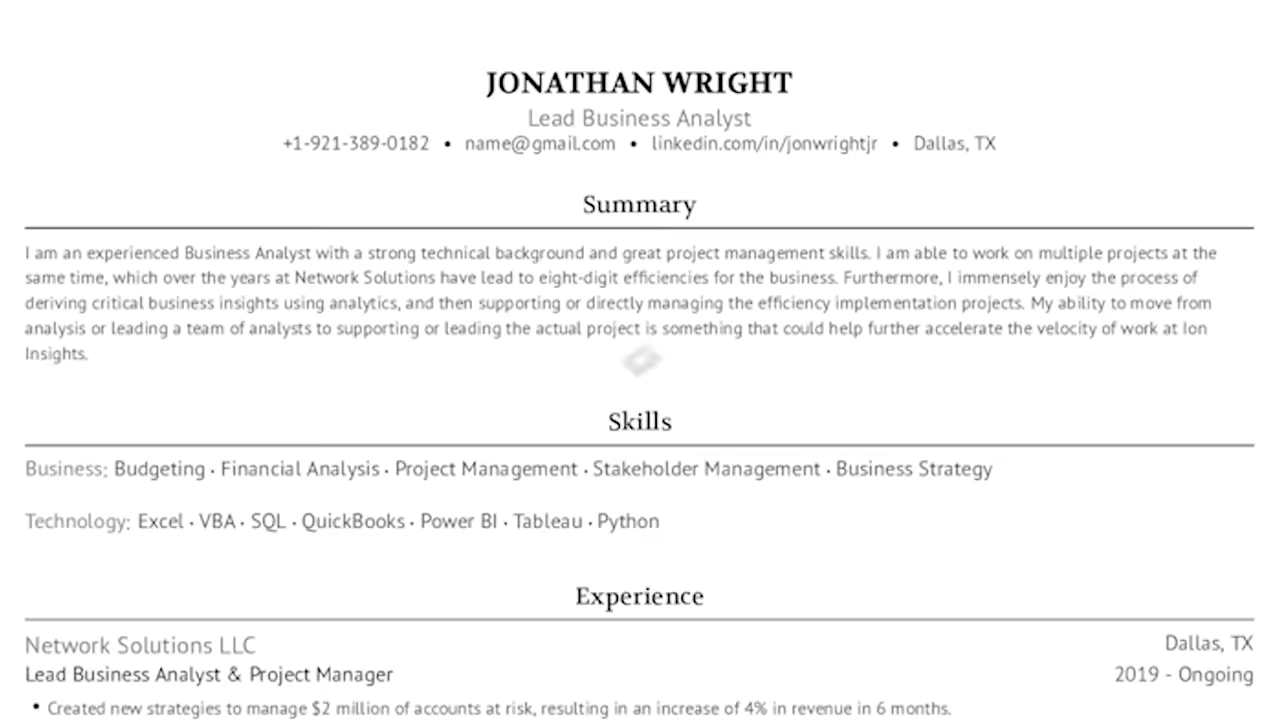 JONATHAN WRIGHT
Lead Business Analyst
+1-921-389-0182 • name@gmail.com • linkedin.com/in/jonwrightjr • Dallas, TX
Summary
I am an experienced Business Analyst with a strong technical background and great project management skills. I am able to work on multiple projects at the
same time, which over the years at Network Solutions have lead to eight-digit efficiencies for the business. Furthermore, I immensely enjoy the process of
deriving critical business insights using analytics, and then supporting or directly managing the efficiency implementation projects. My ability to move from
analysis or leading a team of analysts to supporting or leading the actual project is something that could help further accelerate the velocity of work at Ion
Insights.
Skills
Business: Budgeting · Financial Analysis · Project Management · Stakeholder Management · Business Strategy
Technology: Excel · VBA · SQL · QuickBooks · Power BI · Tableau · Python
Experience
Network Solutions LLC Dallas, TX
Lead Business Analyst & Project Manager 2019 - Ongoing
• Created new strategies to manage $2 million of accounts at risk, resulting in an increase of 4% in revenue in 6 months.